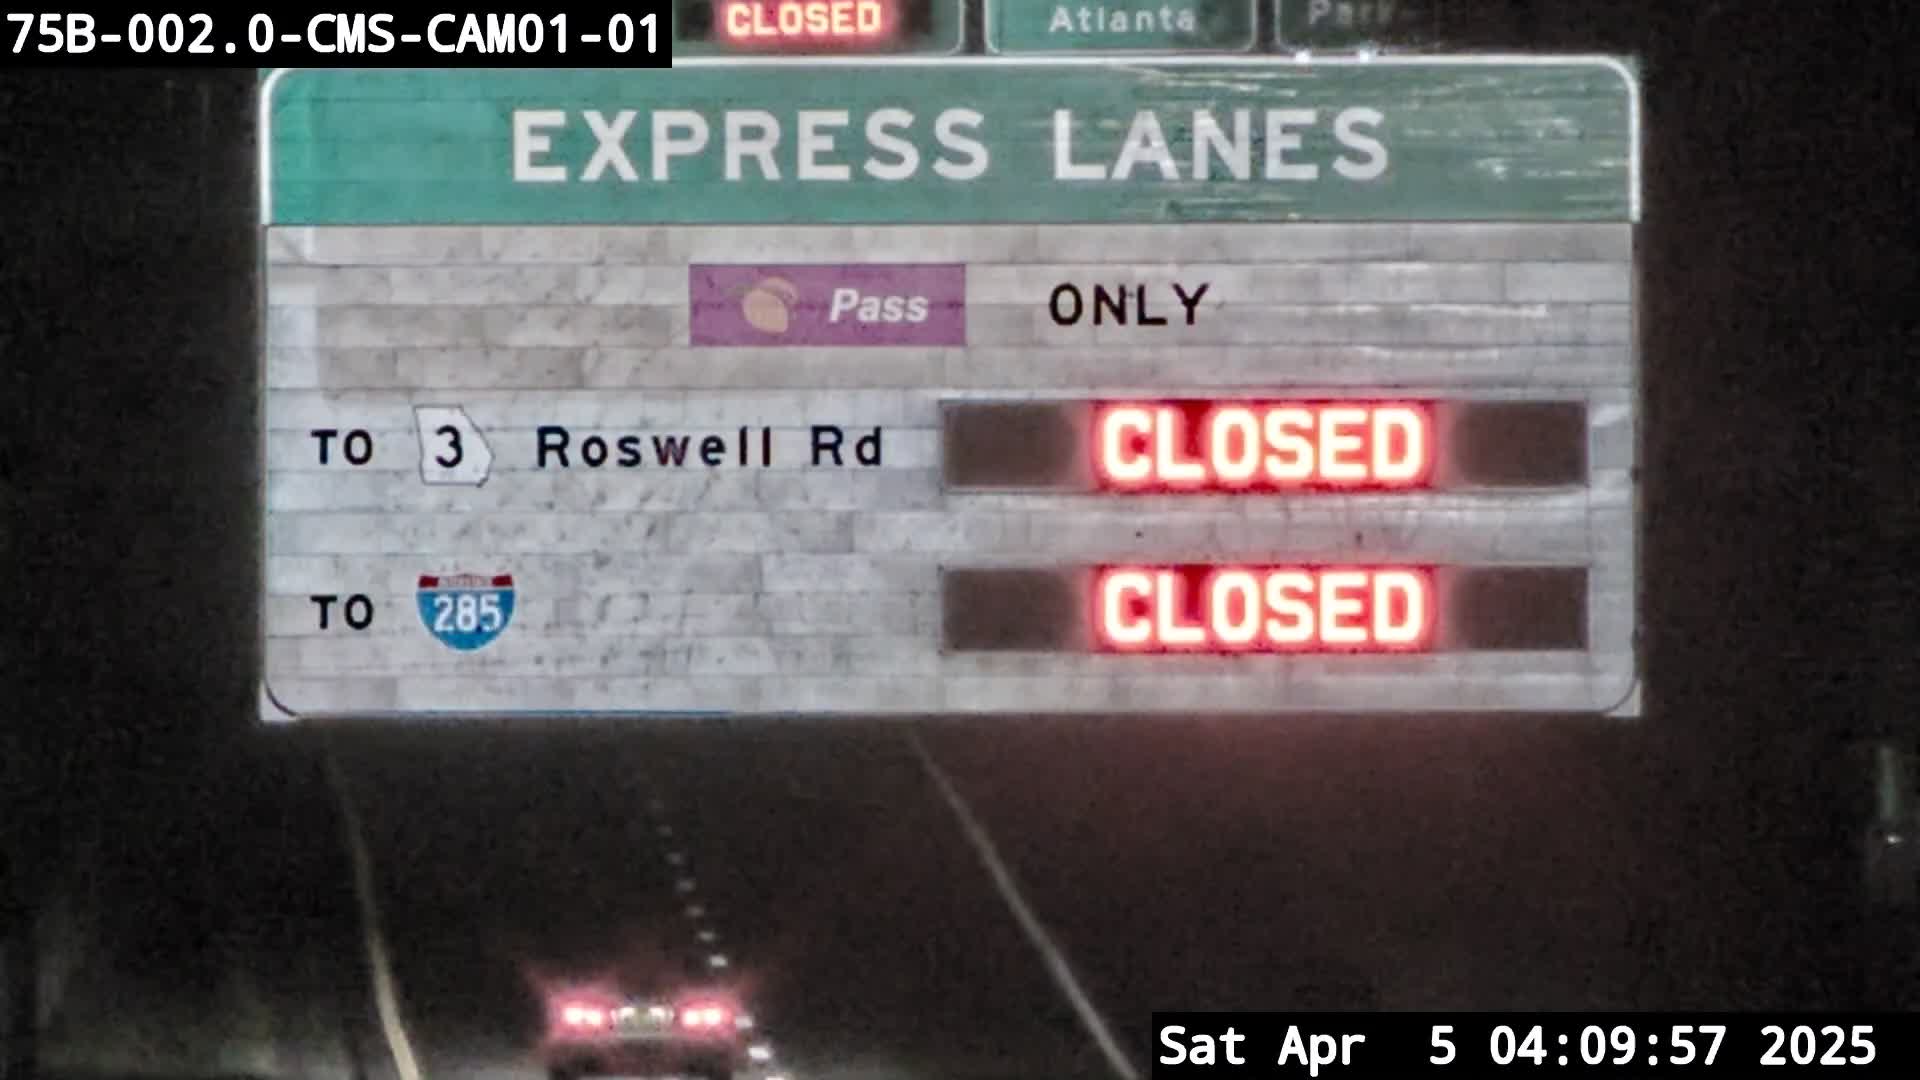 75B-002.0-CMS-CAM01-01
CLOSED
Atlanta
Park
EXPRESS LANES
Pass ONLY
TO 3 Roswell Rd CLOSED
TO 285 CLOSED
Sat Apr 5 04:09:57 2025